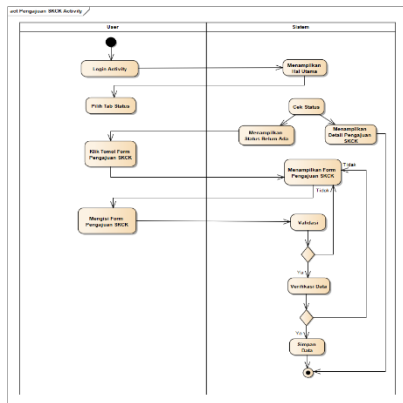 act Pengajuan SKCK Activity
User
Sistem
Login Activity
Menampilkan
Hal Utama
Pilih Tab Status
Cek Status
Menampilkan
Status Belum Ada
Menampilkan
Detail Pengajuan
SKCK
Klik Tombol Form
Pengajuan SKCK
Menampilkan Form
Pengajuan SKCK
Tidak
Tidak
Mengisi Form
Pengajuan SKCK
Validasi
Ya
Verifikasi Data
Ya
Simpan
Data